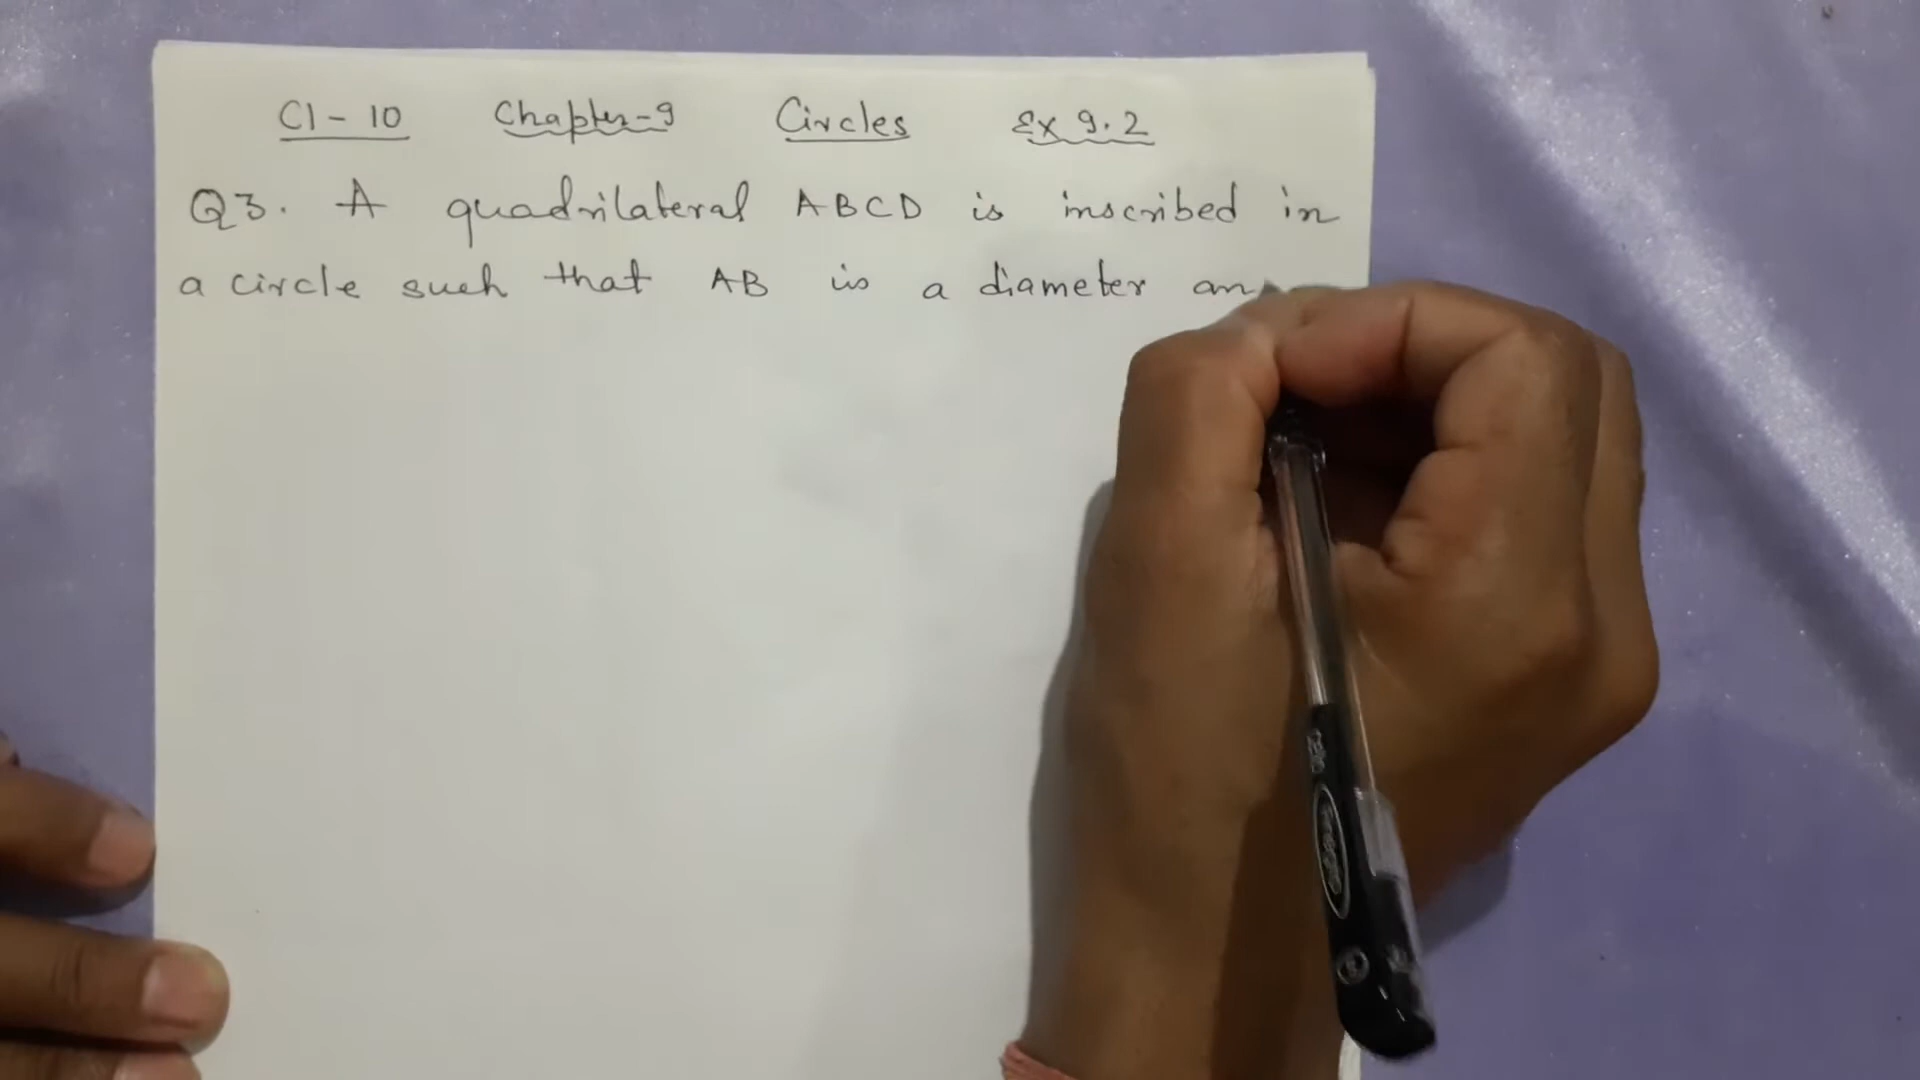 Cl - 10 Chapter-9 Circles Ex 9.2
Q3. A quadrilateral ABCD is inscribed in
a circle such that AB is a diameter an